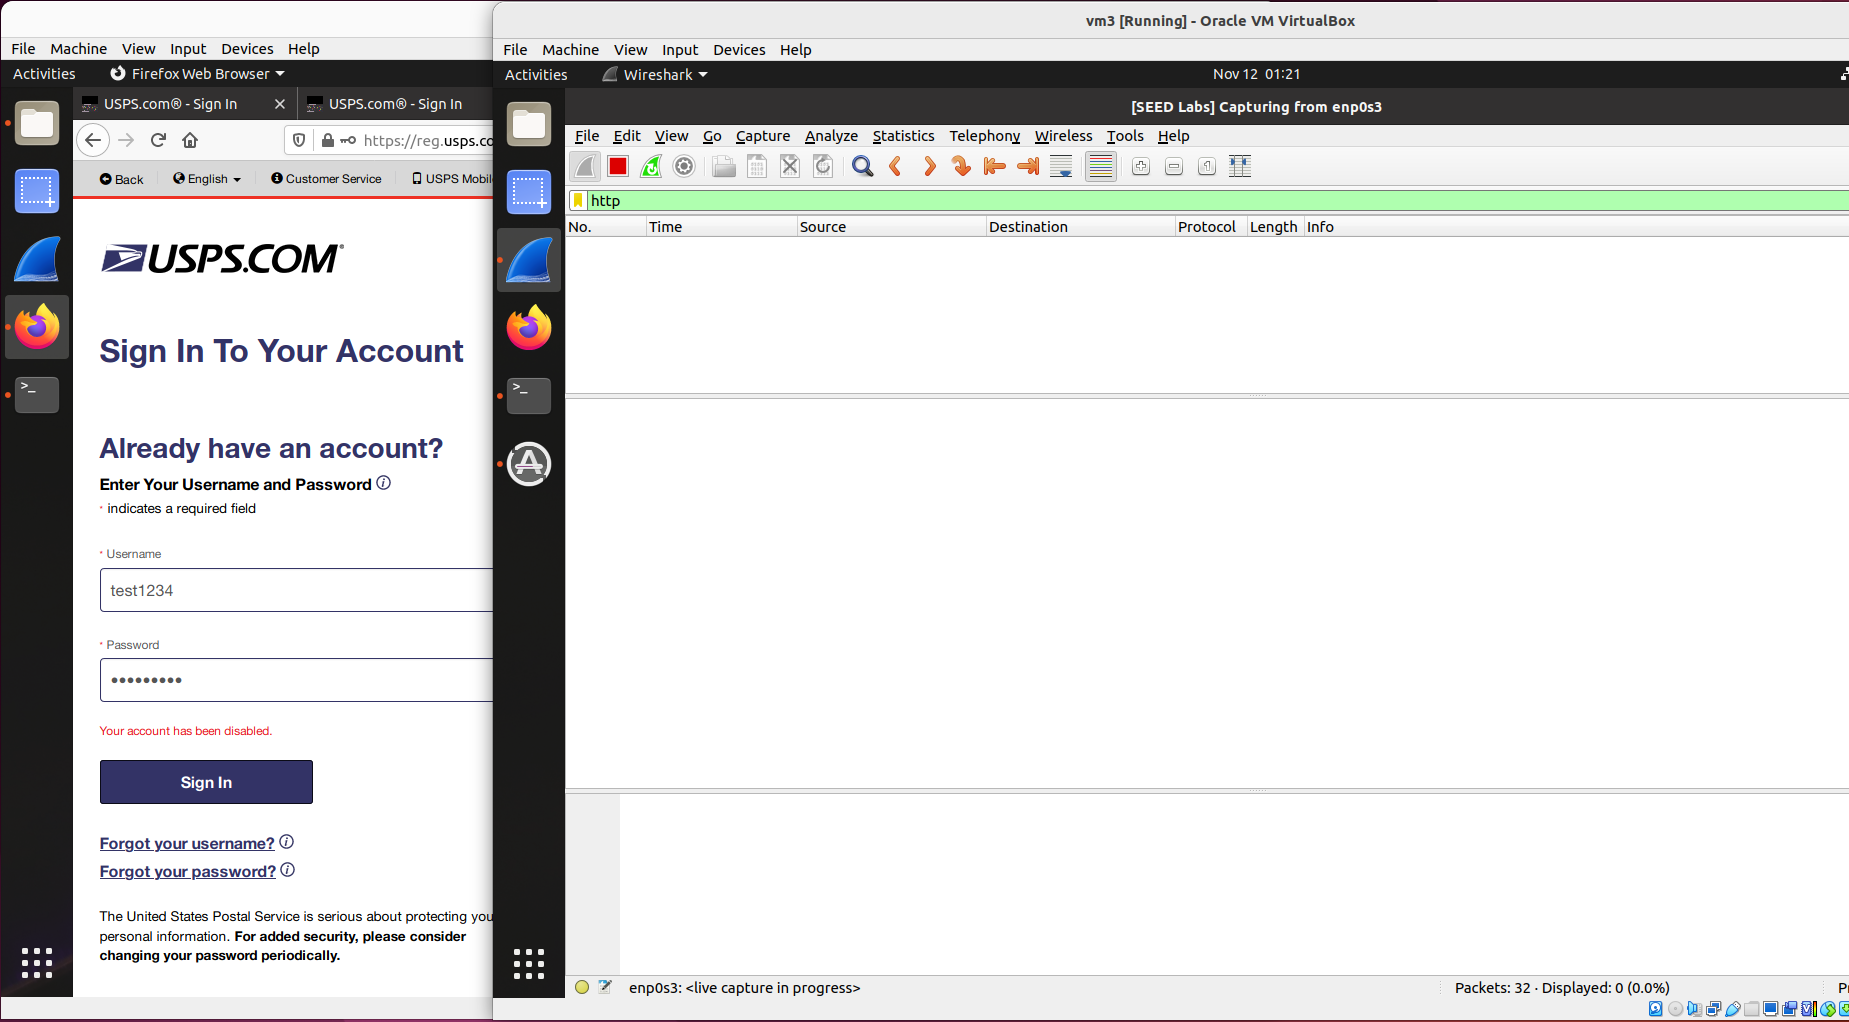 File Machine View Input Devices Help
Activities Firefox Web Browser
USPS.com® - Sign In
USPS.com® - Sign In
https://reg.usps.co
Back English Customer Service USPS Mobil
USPS.COM®
Sign In To Your Account
Already have an account?
Enter Your Username and Password
* indicates a required field
* Username
test1234
* Password
•••••••••
Your account has been disabled.
Sign In
Forgot your username?
Forgot your password?
The United States Postal Service is serious about protecting you
personal information. For added security, please consider
changing your password periodically.
vm3 [Running] - Oracle VM VirtualBox
File Machine View Input Devices Help
Activities Wireshark Nov 12 01:21
[SEED Labs] Capturing from enp0s3
File Edit View Go Capture Analyze Statistics Telephony Wireless Tools Help
http
No. Time Source Destination Protocol Length Info
enp0s3: <live capture in progress> Packets: 32 · Displayed: 0 (0.0%) P